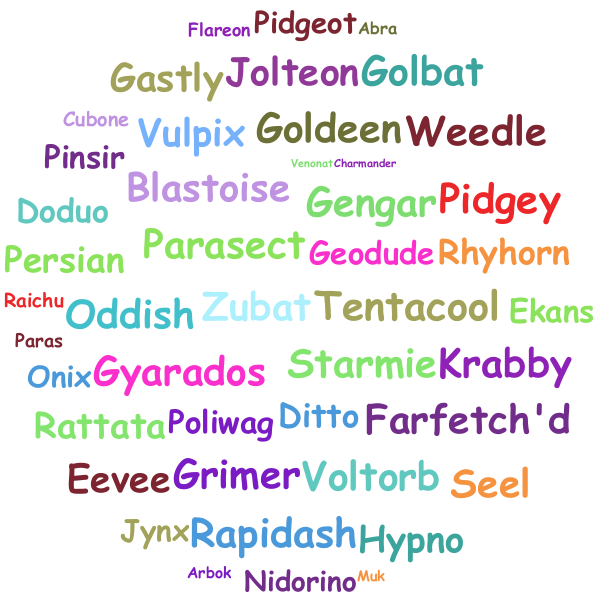 Flareon Pidgeot Abra
Gastly Jolteon Golbat
Cubone Vulpix Goldeen Weedle
Pinsir Venonat Charmander
Blastoise Gengar Pidgey
Doduo
Persian Parasect Geodude Rhyhorn
Raichu Oddish Zubat Tentacool Ekans
Paras
Onix Gyarados Starmie Krabby
Rattata Poliwag Ditto Farfetch'd
Eevee Grimer Voltorb Seel
Jynx Rapidash Hypno
Arbok Nidorino Muk